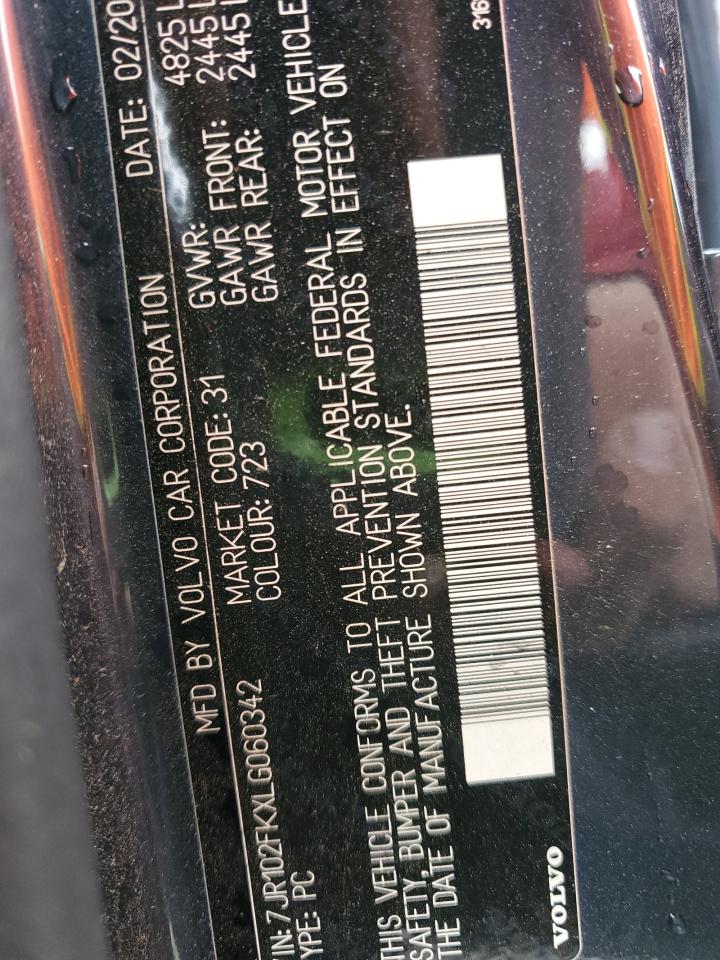 MFD BY VOLVO CAR CORPORATION DATE: 02/20
VIN: 7JR102FKXLG060342 MARKET CODE: 31 GVWR: 4825 L
TYPE: PC COLOUR: 723 GAWR FRONT: 2445 L
GAWR REAR: 2445 L
THIS VEHICLE CONFORMS TO ALL APPLICABLE FEDERAL MOTOR VEHICLE
SAFETY, BUMPER AND THEFT PREVENTION STANDARDS IN EFFECT ON
THE DATE OF MANUFACTURE SHOWN ABOVE.
316
VOLVO